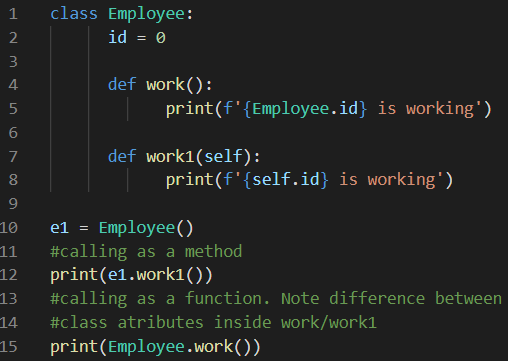 1 class Employee:
2 id = 0
3
4 def work():
5 print(f'{Employee.id} is working')
6
7 def work1(self):
8 print(f'{self.id} is working')
9
10 e1 = Employee()
11 #calling as a method
12 print(e1.work1())
13 #calling as a function. Note difference between
14 #class atributes inside work/work1
15 print(Employee.work())